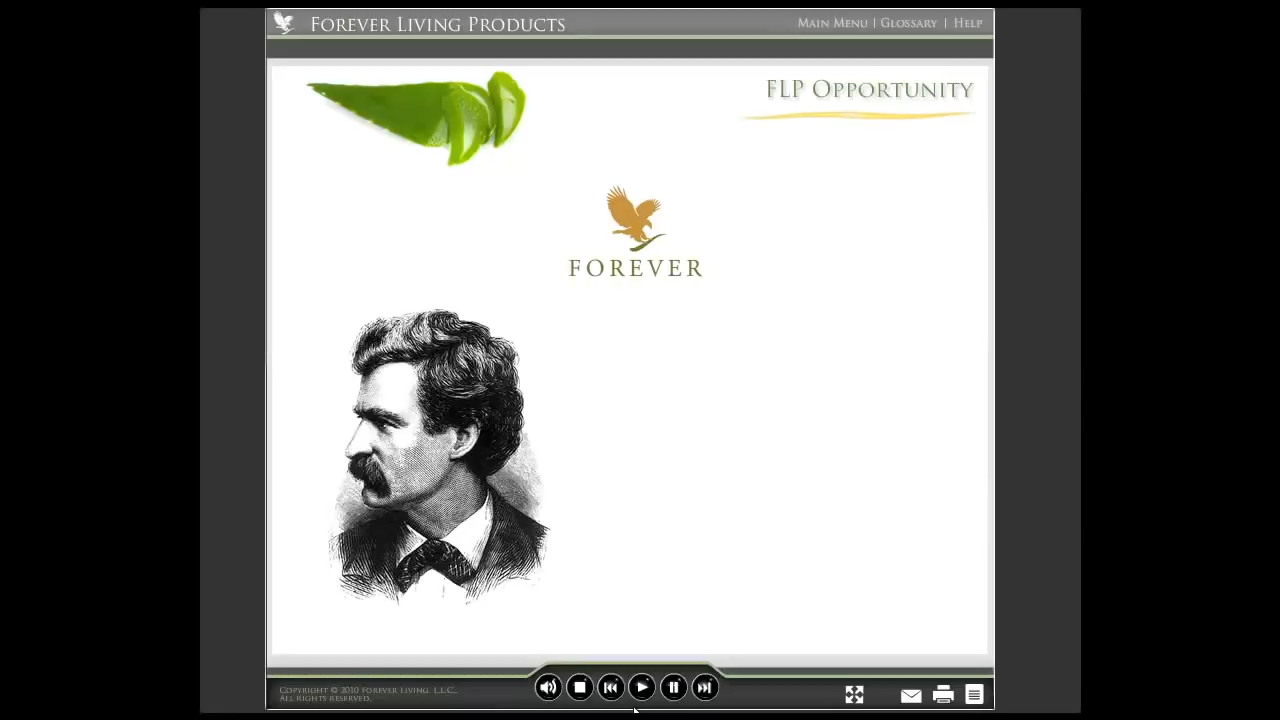 Forever Living Products
Main Menu | Glossary | Help
FLP Opportunity
FOREVER
Copyright © 2010 Forever Living, L.L.C.,
All rights reserved.